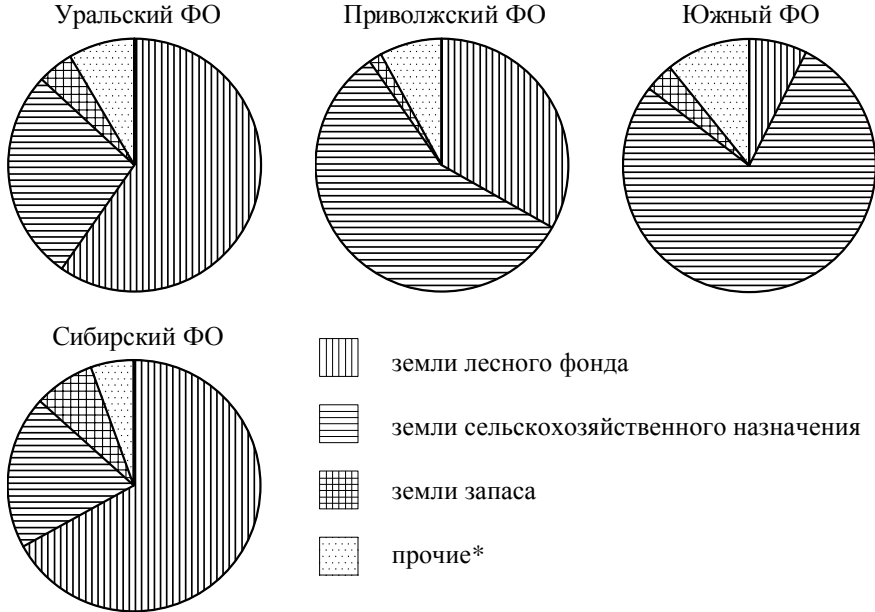 Уральский ФО
Приволжский ФО
Южный ФО
Сибирский ФО
земли лесного фонда
земли сельскохозяйственного назначения
земли запаса
прочие*